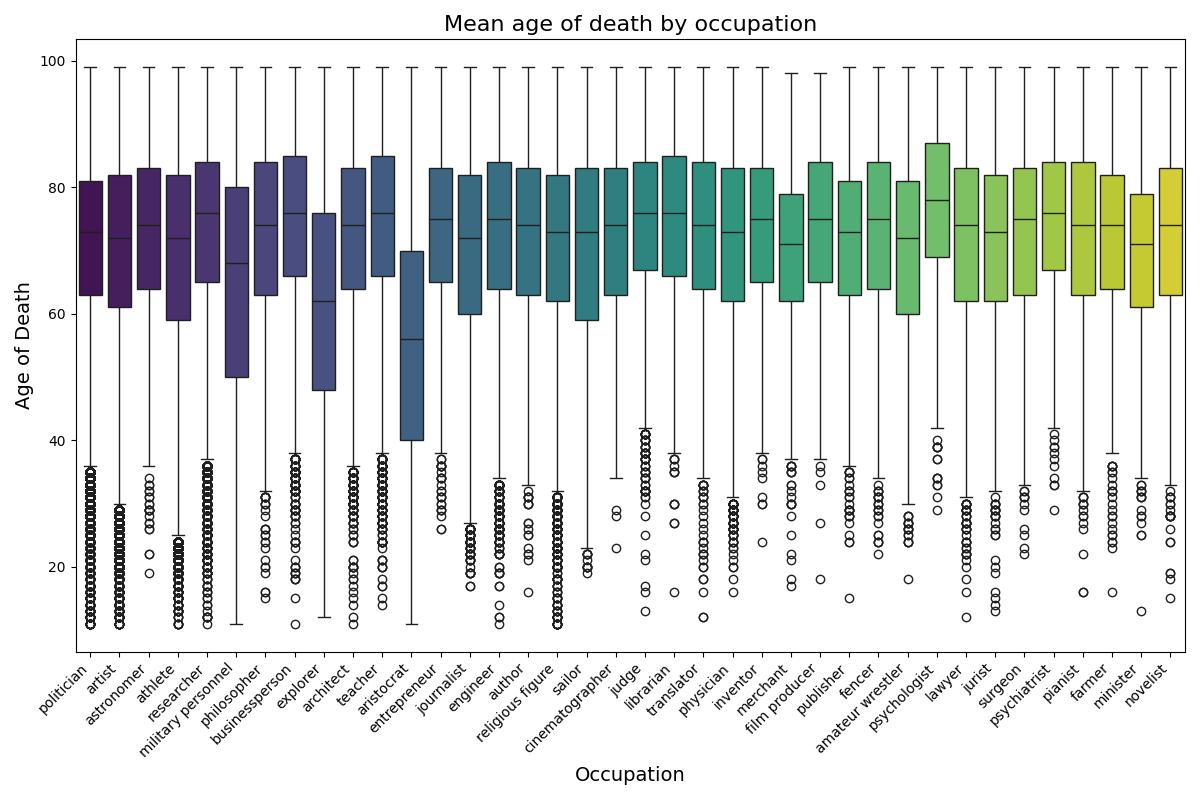 Mean age of death by occupation
Age of Death
100
80
60
40
20
politician
artist
astronomer
athlete
researcher
military personnel
philosopher
businessperson
explorer
architect
teacher
aristocrat
entrepreneur
journalist
engineer
author
religious figure
sailor
cinematographer
judge
librarian
translator
physician
inventor
merchant
film producer
publisher
fencer
amateur wrestler
psychologist
lawyer
jurist
surgeon
psychiatrist
pianist
farmer
minister
novelist
Occupation